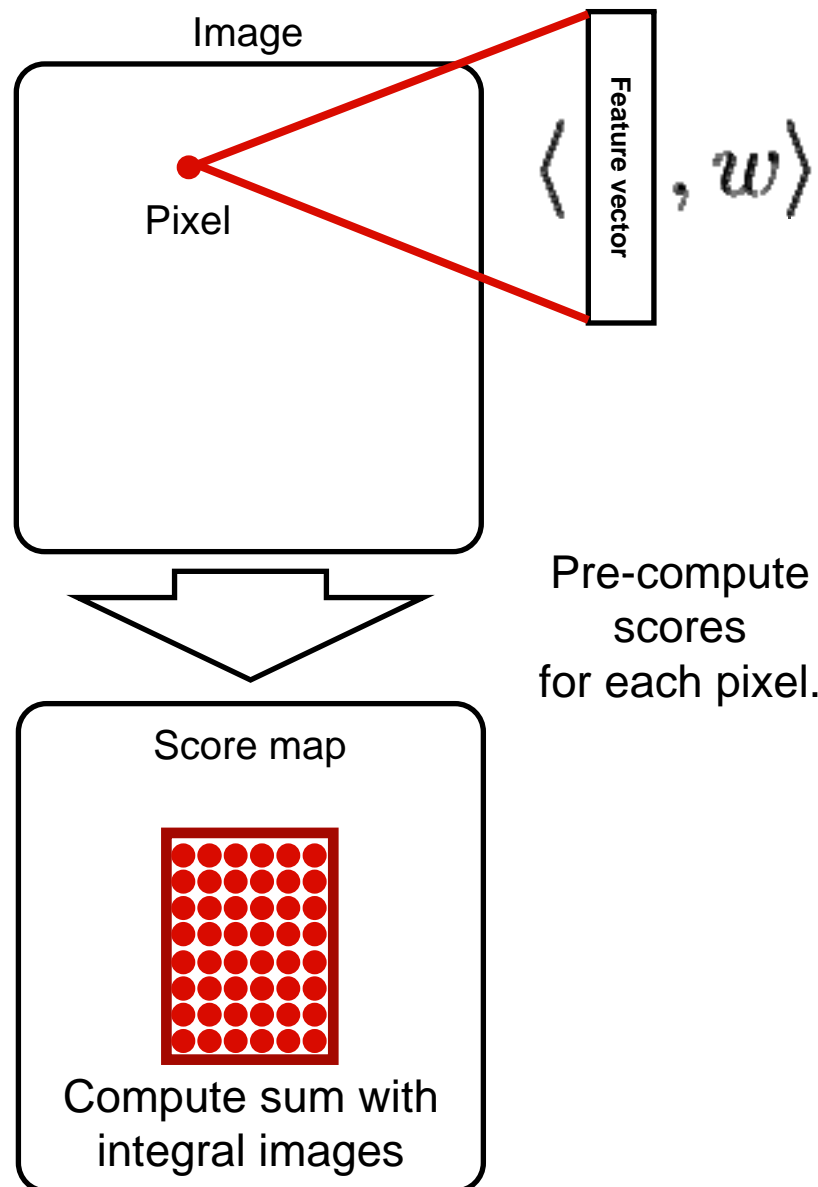 Image
Pixel
⟨ Feature vector , w⟩
Pre-compute
scores
for each pixel.
Score map
Compute sum with
integral images